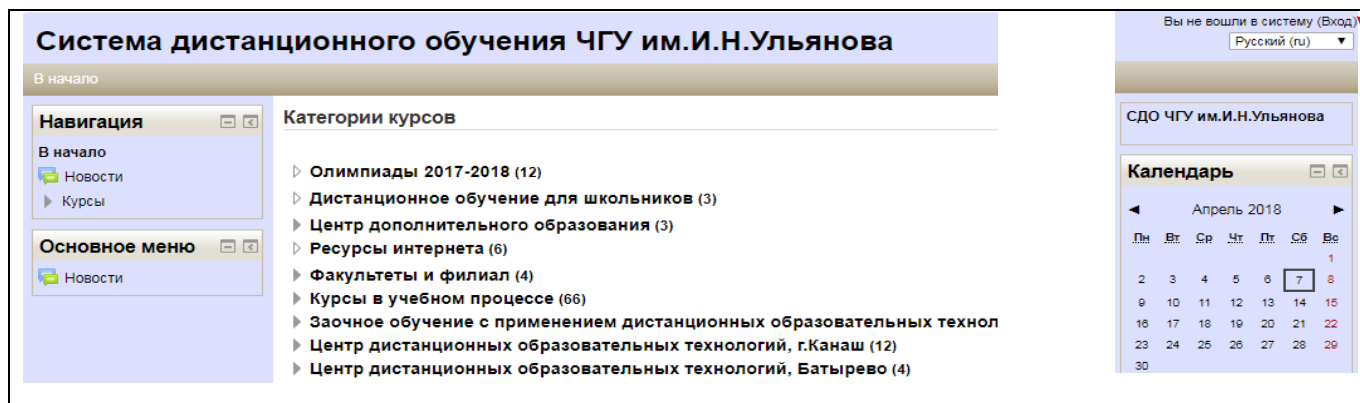 Вы не вошли в систему (Вход)
Русский (ru)
Система дистанционного обучения ЧГУ им.И.Н.Ульянова
В начало
Навигация
В начало
Новости
Курсы
Основное меню
Новости
Категории курсов
Олимпиады 2017-2018 (12)
Дистанционное обучение для школьников (3)
Центр дополнительного образования (3)
Ресурсы интернета (6)
Факультеты и филиал (4)
Курсы в учебном процессе (66)
Заочное обучение с применением дистанционных образовательных технол
Центр дистанционных образовательных технологий, г.Канаш (12)
Центр дистанционных образовательных технологий, Батырево (4)
СДО ЧГУ им.И.Н.Ульянова
Календарь
Апрель 2018
Пн Вт Ср Чт Пт Сб Вс
1
2 3 4 5 6 7 8
9 10 11 12 13 14 15
16 17 18 19 20 21 22
23 24 25 26 27 28 29
30